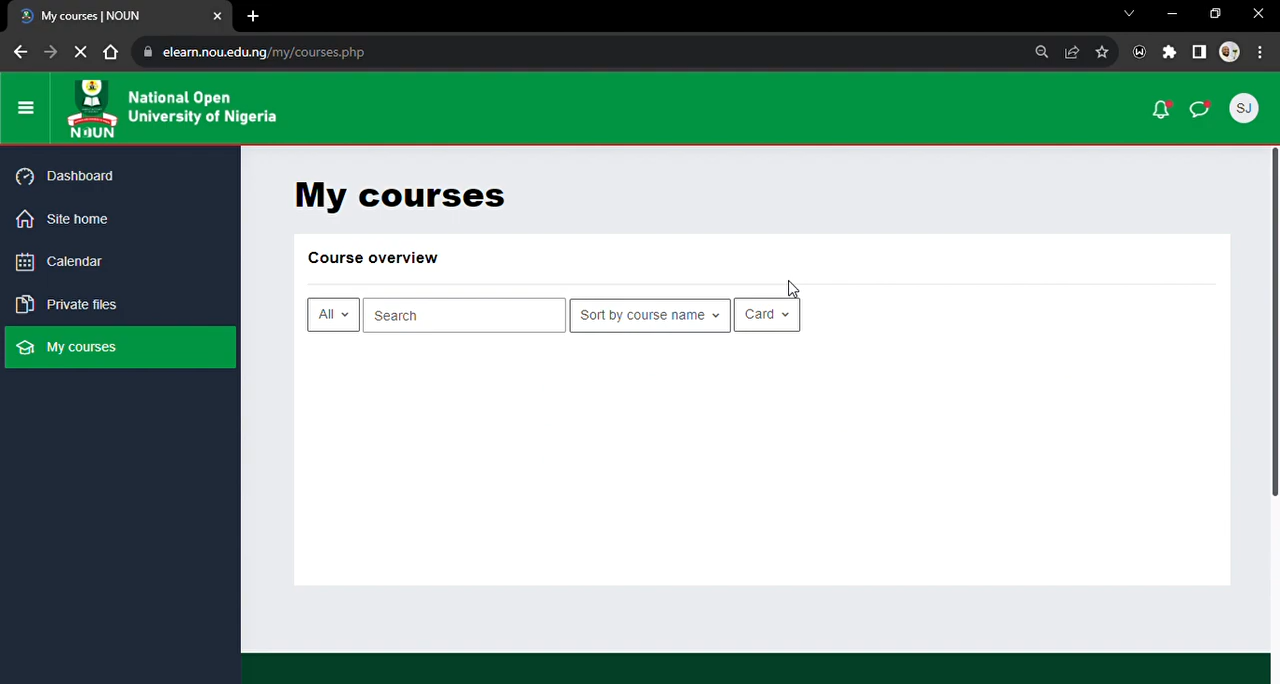 My courses | NOUN
elearn.nou.edu.ng/my/courses.php
National Open
University of Nigeria
NOUN
SJ
Dashboard
Site home
Calendar
Private files
My courses
My courses
Course overview
All
Search
Sort by course name
Card